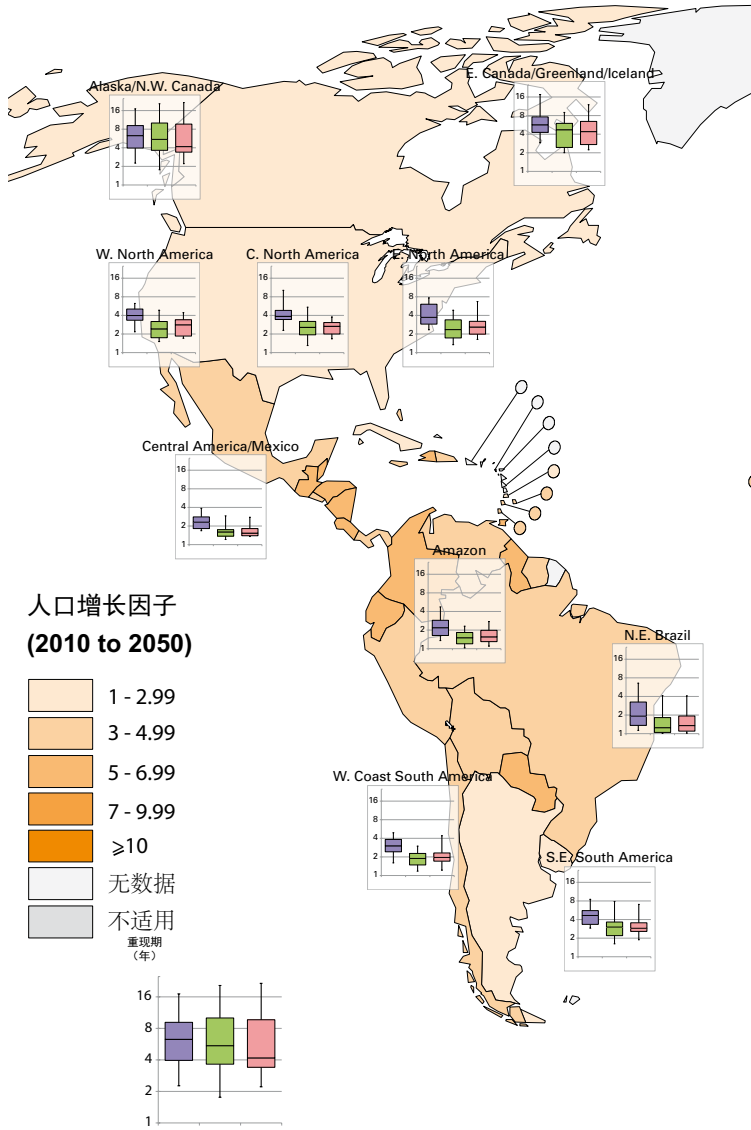 Alaska/N.W. Canada
16
8
4
2
1
E. Canada/Greenland/Iceland
16
8
4
2
1
W. North America
16
8
4
2
1
C. North America
16
8
4
2
1
E. North America
16
8
4
2
1
Central America/Mexico
16
8
4
2
1
Amazon
16
8
4
2
1
N.E. Brazil
16
8
4
2
1
W. Coast South America
16
8
4
2
1
S.E. South America
16
8
4
2
1
人口增长因子
(2010 to 2050)
1 - 2.99
3 - 4.99
5 - 6.99
7 - 9.99
⩾10
无数据
不适用
重现期
（年）
16
8
4
2
1